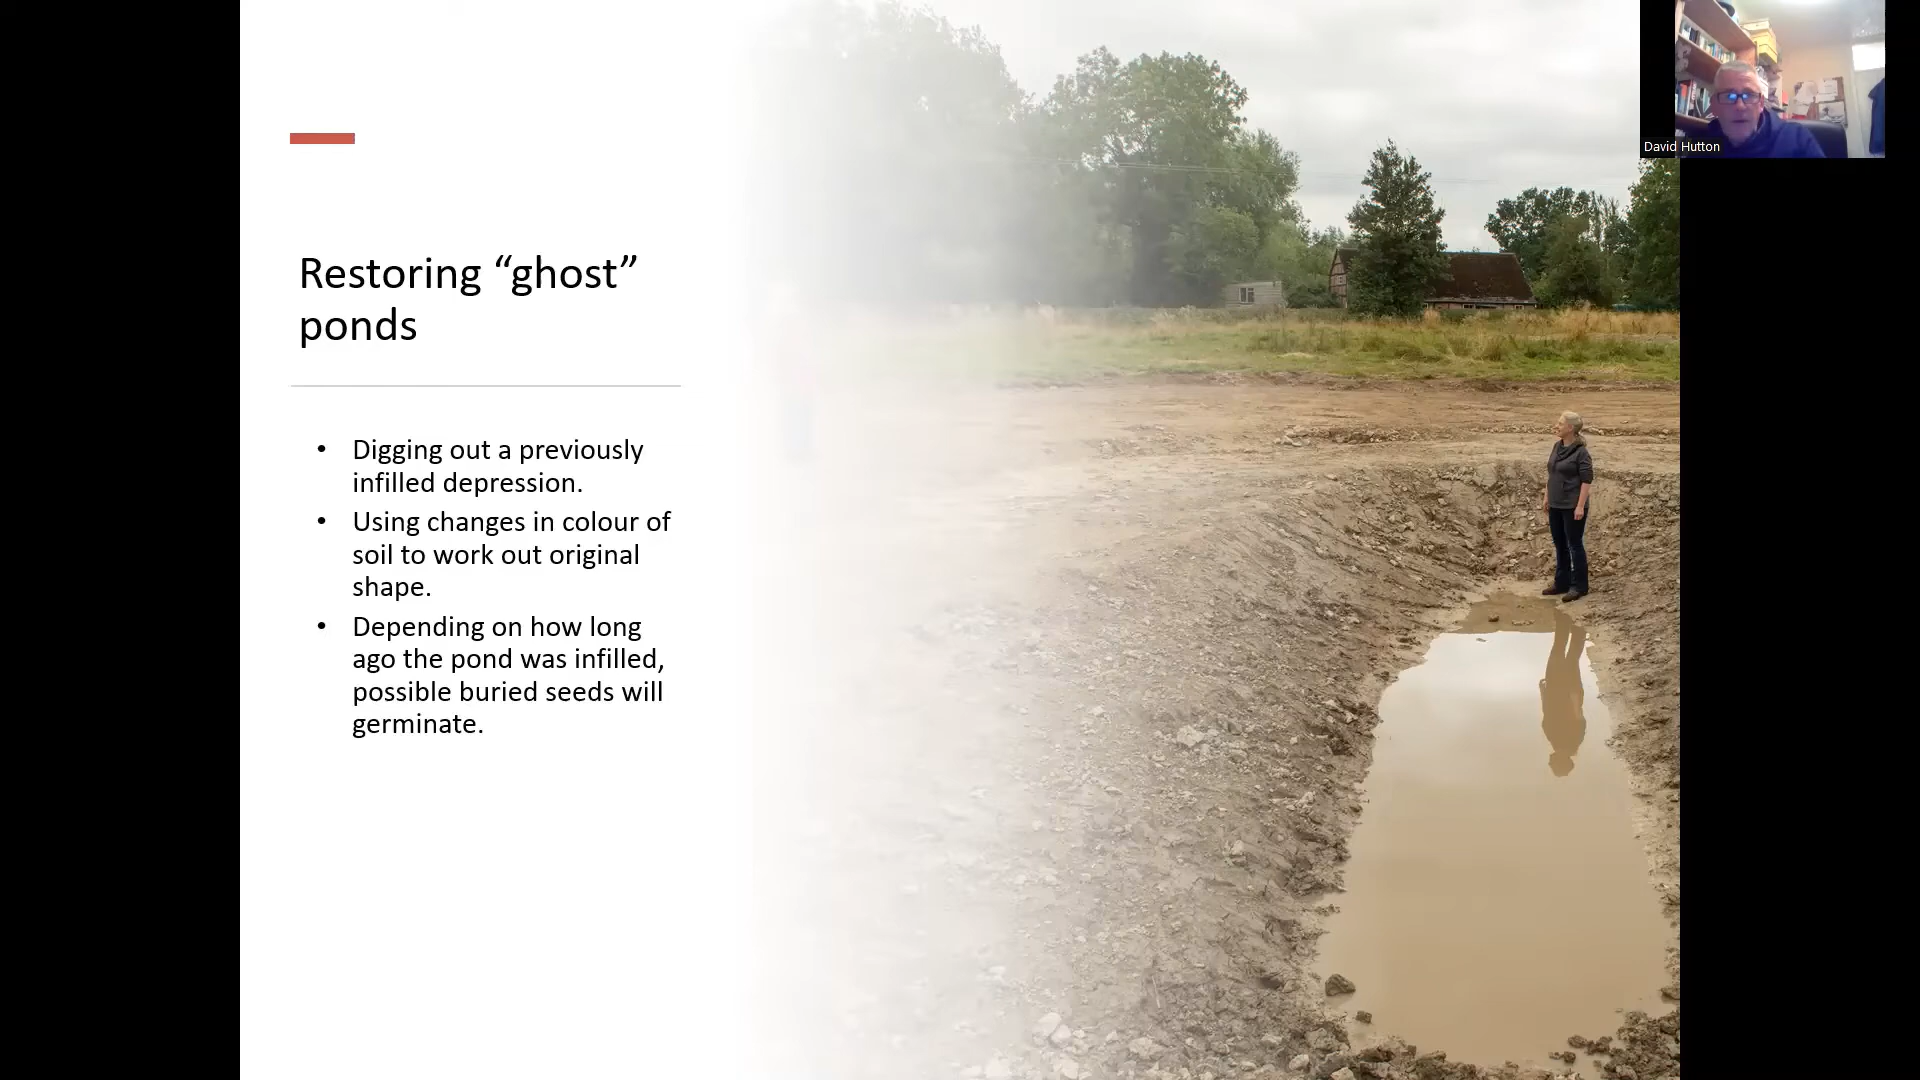 David Hutton
Restoring “ghost”
ponds
• Digging out a previously
infilled depression.
• Using changes in colour of
soil to work out original
shape.
• Depending on how long
ago the pond was infilled,
possible buried seeds will
germinate.